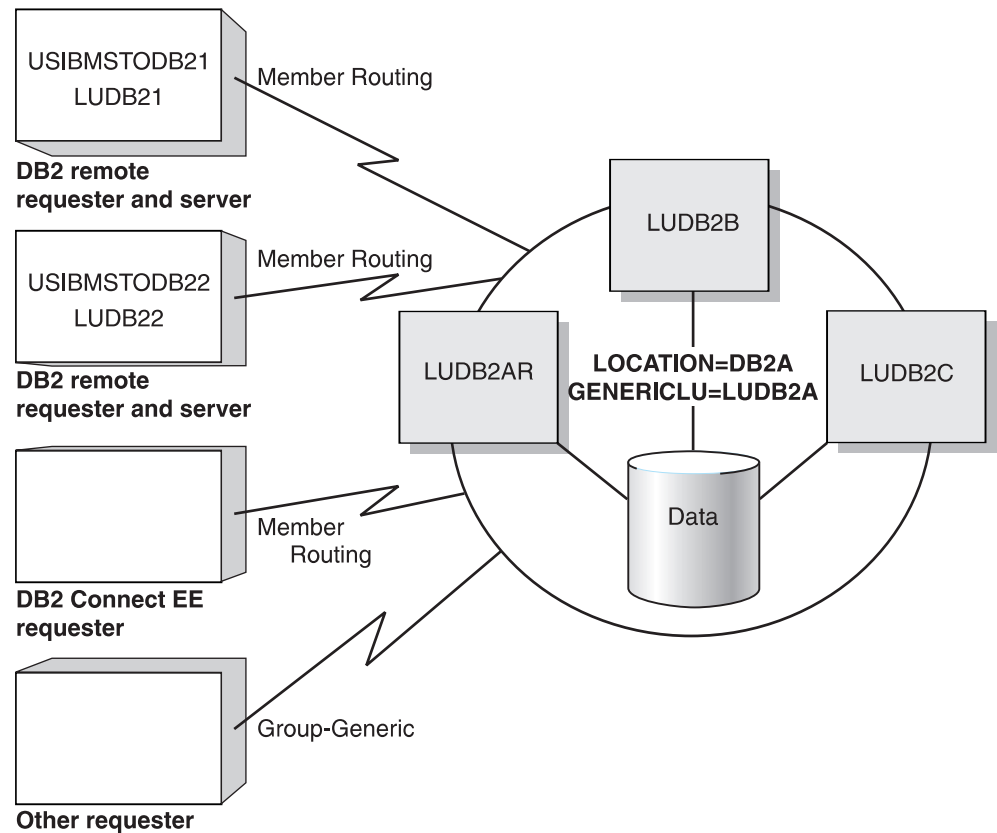 USIBMSTODB21
LUDB21
Member Routing
DB2 remote
requester and server
USIBMSTODB22
LUDB22
Member Routing
DB2 remote
requester and server
Member
Routing
DB2 Connect EE
requester
Group-Generic
Other requester
LUDB2B
LUDB2AR
LOCATION=DB2A
GENERICLU=LUDB2A
LUDB2C
Data